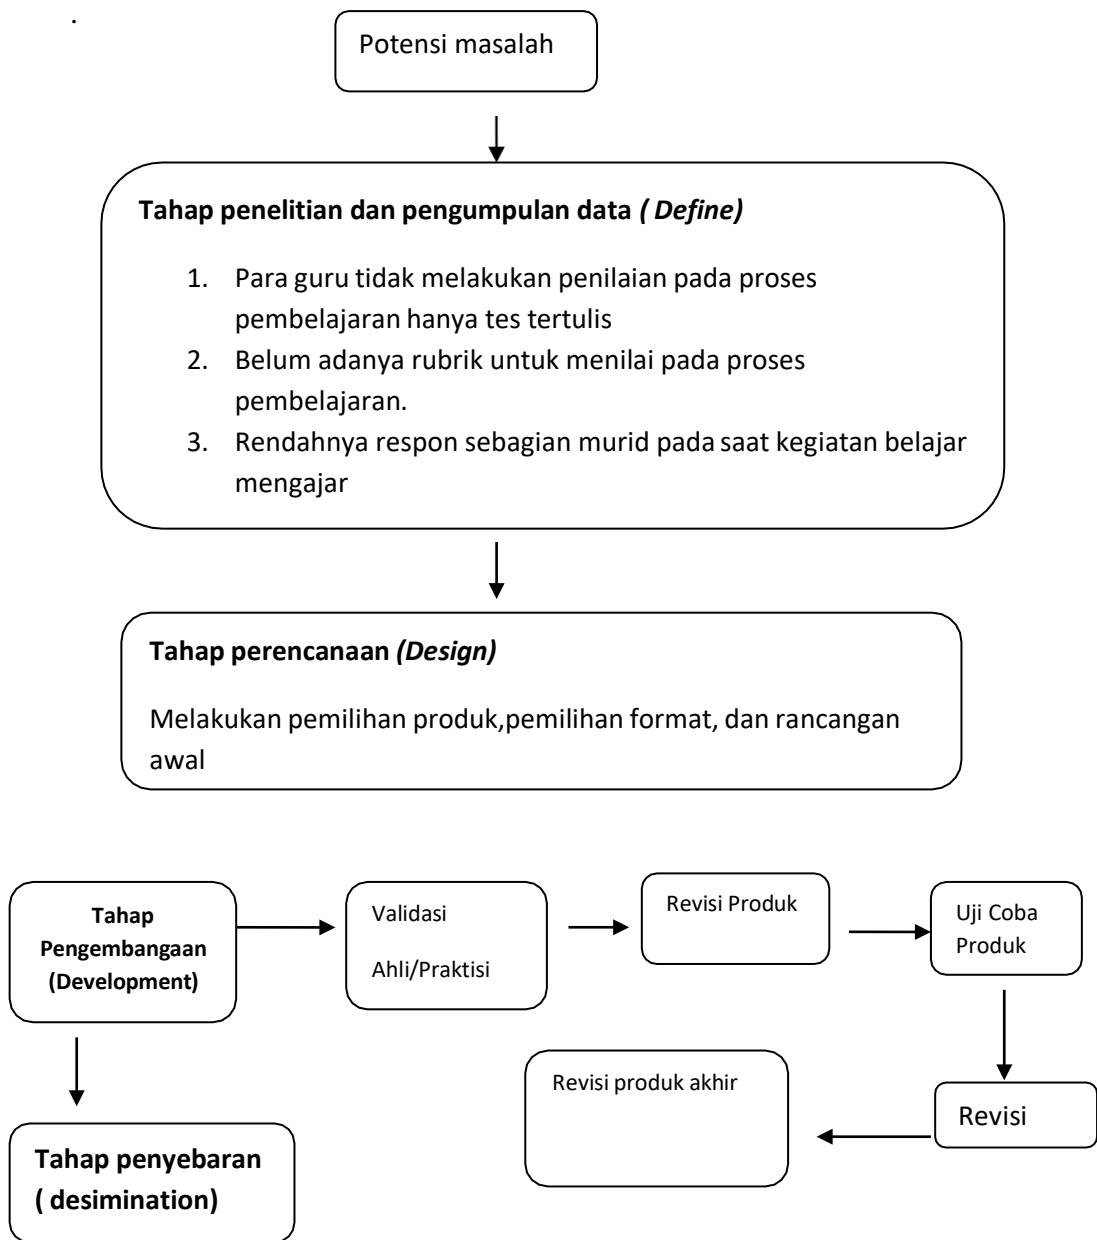 .
Potensi masalah
Tahap penelitian dan pengumpulan data ( Define)
1. Para guru tidak melakukan penilaian pada proses
pembelajaran hanya tes tertulis
2. Belum adanya rubrik untuk menilai pada proses
pembelajaran.
3. Rendahnya respon sebagian murid pada saat kegiatan belajar
mengajar
Tahap perencanaan (Design)
Melakukan pemilihan produk,pemilihan format, dan rancangan
awal
Tahap
Pengembangaan
(Development)
Validasi
Ahli/Praktisi
Revisi Produk
Uji Coba
Produk
Revisi produk akhir
Revisi
Tahap penyebaran
( desimination)